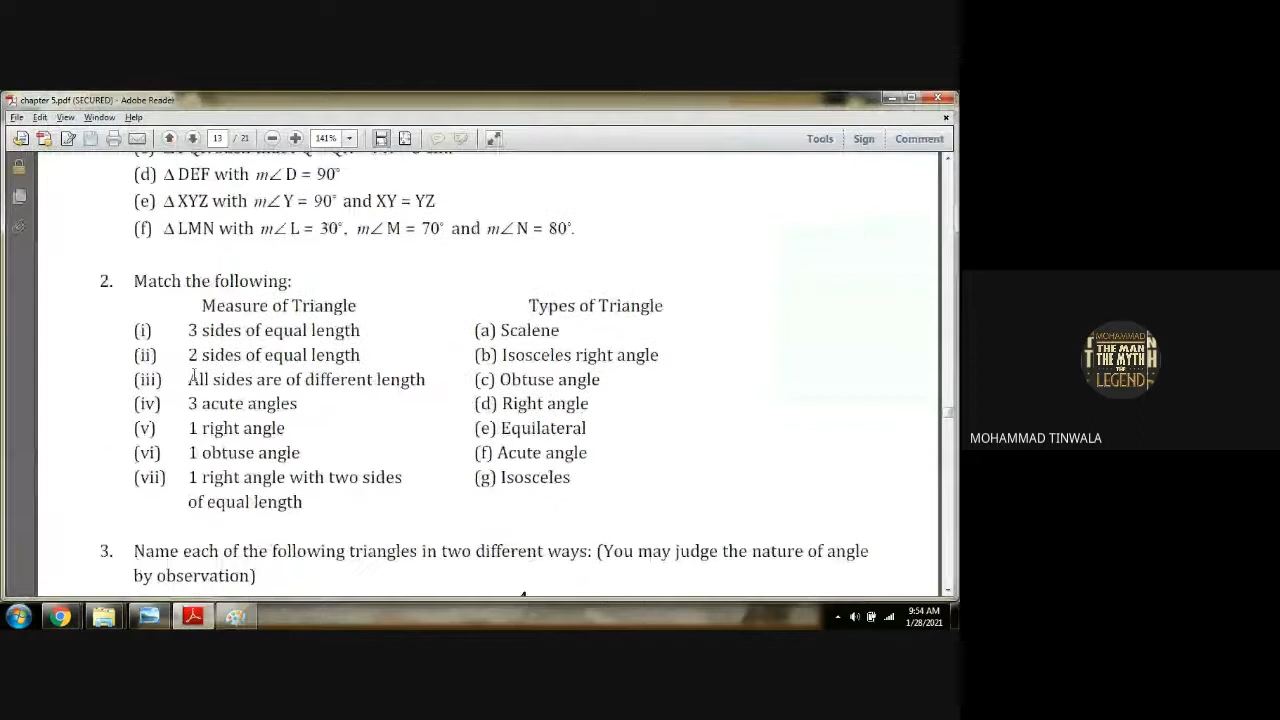 chapter 5.pdf (SECURED) - Adobe Reader
File Edit View Window Help
13 / 21 141% Tools Sign Comment
(d) Δ DEF with m∠ D = 90°
(e) Δ XYZ with m∠ Y = 90° and XY = YZ
(f) Δ LMN with m∠ L = 30°, m∠ M = 70° and m∠ N = 80°.
2. Match the following:
Measure of Triangle Types of Triangle
(i) 3 sides of equal length (a) Scalene
(ii) 2 sides of equal length (b) Isosceles right angle
(iii) All sides are of different length (c) Obtuse angle
(iv) 3 acute angles (d) Right angle
(v) 1 right angle (e) Equilateral
(vi) 1 obtuse angle (f) Acute angle
(vii) 1 right angle with two sides (g) Isosceles
of equal length
3. Name each of the following triangles in two different ways: (You may judge the nature of angle
by observation)
9:54 AM
1/28/2021
MOHAMMAD
THE MAN
THE MYTH
THE
LEGEND
MOHAMMAD TINWALA